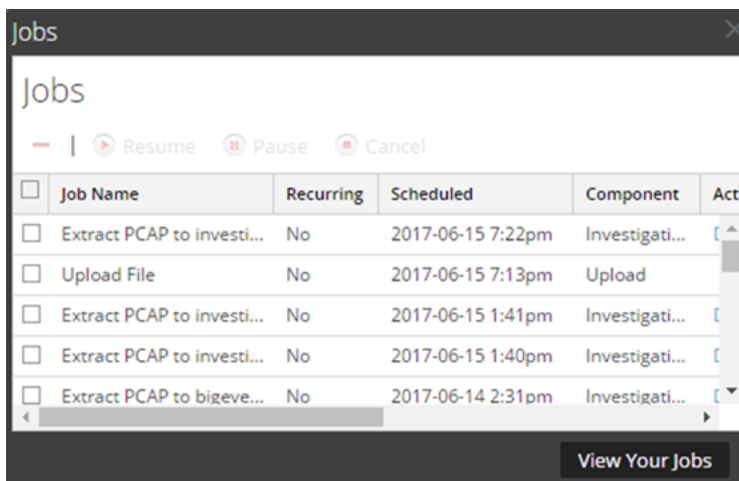 Jobs
Jobs
Resume Pause Cancel
Job Name Recurring Scheduled Component Act
Extract PCAP to investi... No 2017-06-15 7:22pm Investigati...
Upload File No 2017-06-15 7:13pm Upload
Extract PCAP to investi... No 2017-06-15 1:41pm Investigati...
Extract PCAP to investi... No 2017-06-15 1:40pm Investigati...
Extract PCAP to bigeve... No 2017-06-14 2:31pm Investigati...
View Your Jobs